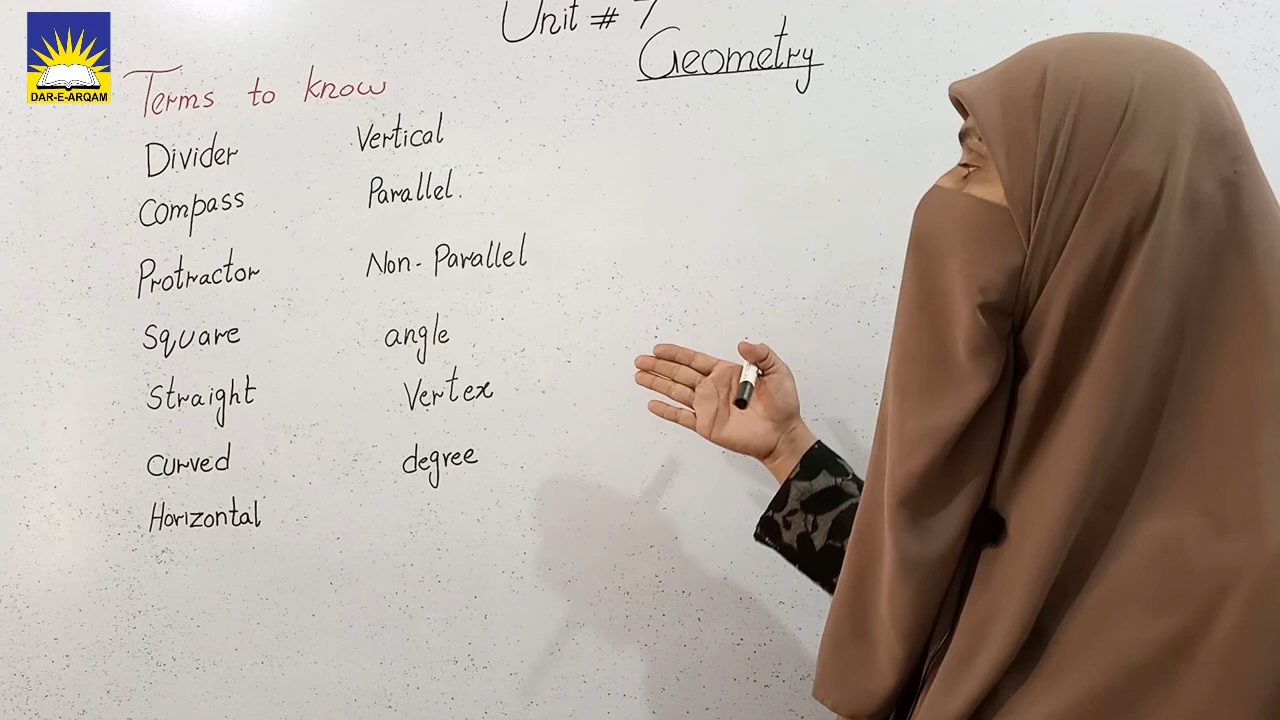 Unit # 7
Geometry
DAR-E-ARQAM
Terms to know
Divider
Compass
Protractor
Square
Straight
Curved
Horizontal
Vertical
Parallel.
Non-Parallel
angle
Vertex
degree